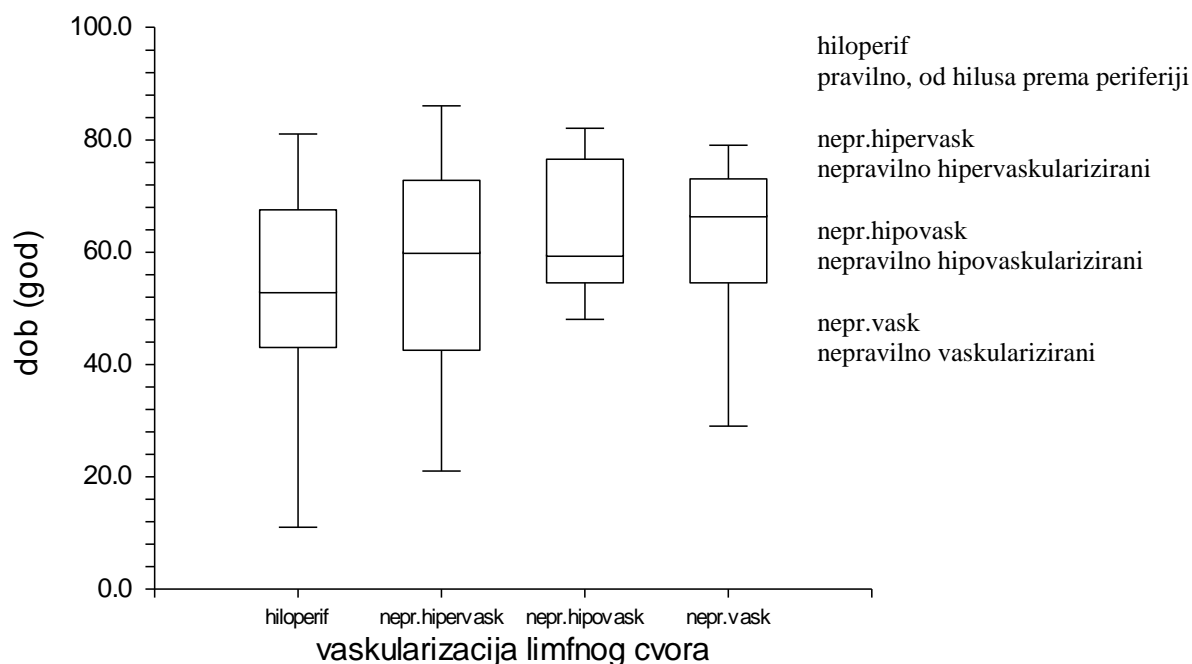 100.0
80.0
60.0
40.0
20.0
0.0
dob (god)
hiloperif
nepr.hipervask
nepr.hipovask
nepr.vask
vaskularizacija limfnog cvora
hiloperif
pravilno, od hilusa prema periferiji
nepr.hipervask
nepravilno hipervaskularizirani
nepr.hipovask
nepravilno hipovaskularizirani
nepr.vask
nepravilno vaskularizirani